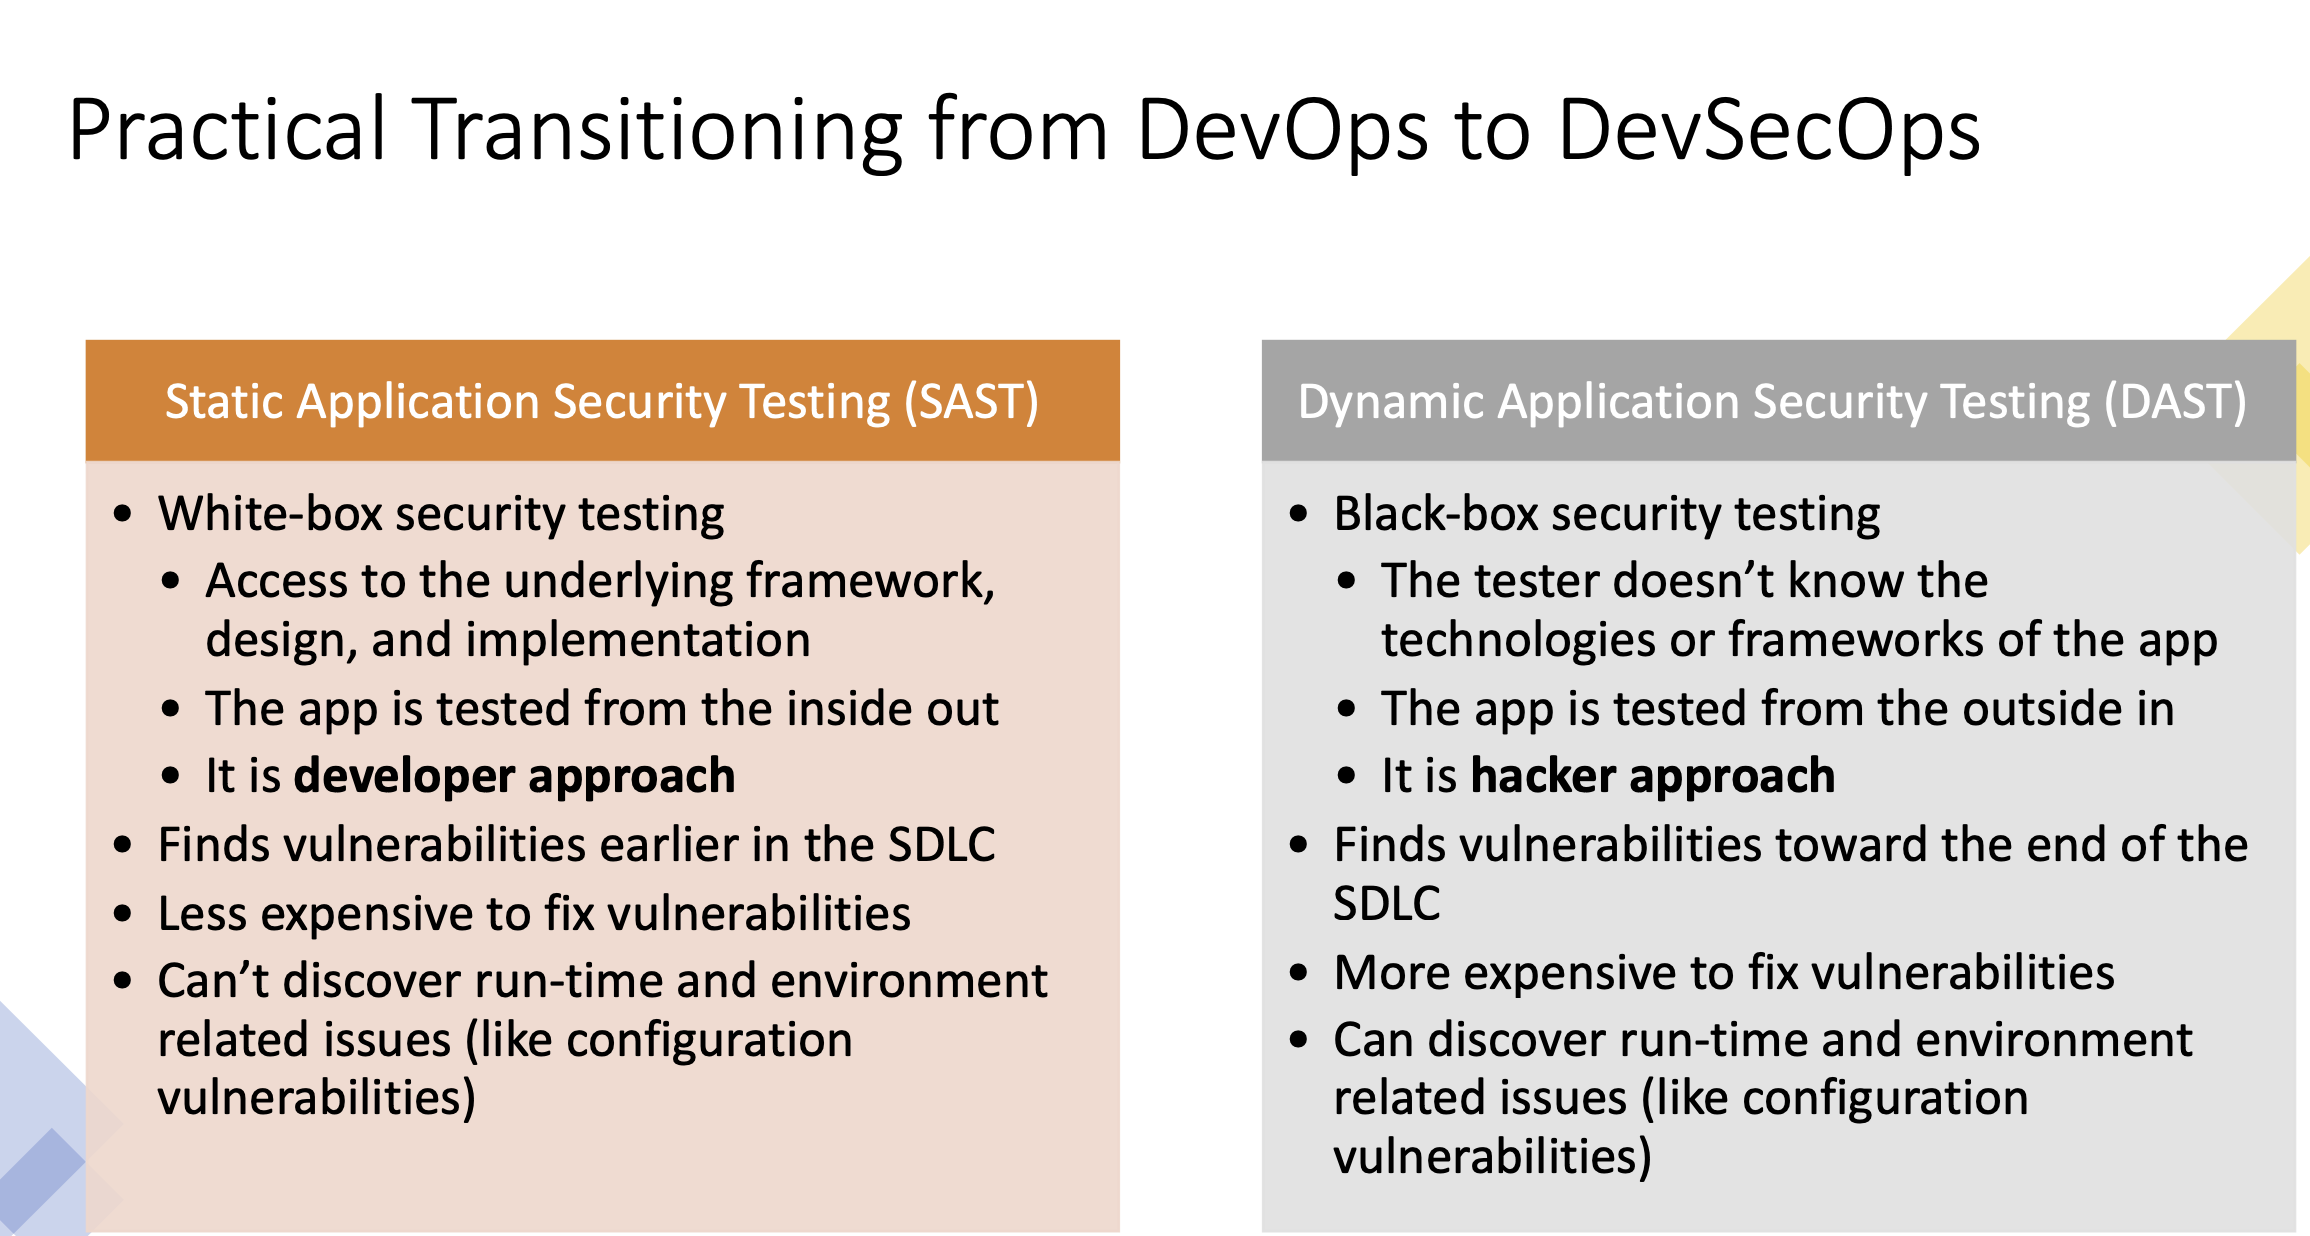 Practical Transitioning from DevOps to DevSecOps
Static Application Security Testing (SAST)
• White-box security testing
• Access to the underlying framework,
design, and implementation
• The app is tested from the inside out
• It is developer approach
• Finds vulnerabilities earlier in the SDLC
• Less expensive to fix vulnerabilities
• Can’t discover run-time and environment
related issues (like configuration
vulnerabilities)
Dynamic Application Security Testing (DAST)
• Black-box security testing
• The tester doesn’t know the
technologies or frameworks of the app
• The app is tested from the outside in
• It is hacker approach
• Finds vulnerabilities toward the end of the
SDLC
• More expensive to fix vulnerabilities
• Can discover run-time and environment
related issues (like configuration
vulnerabilities)